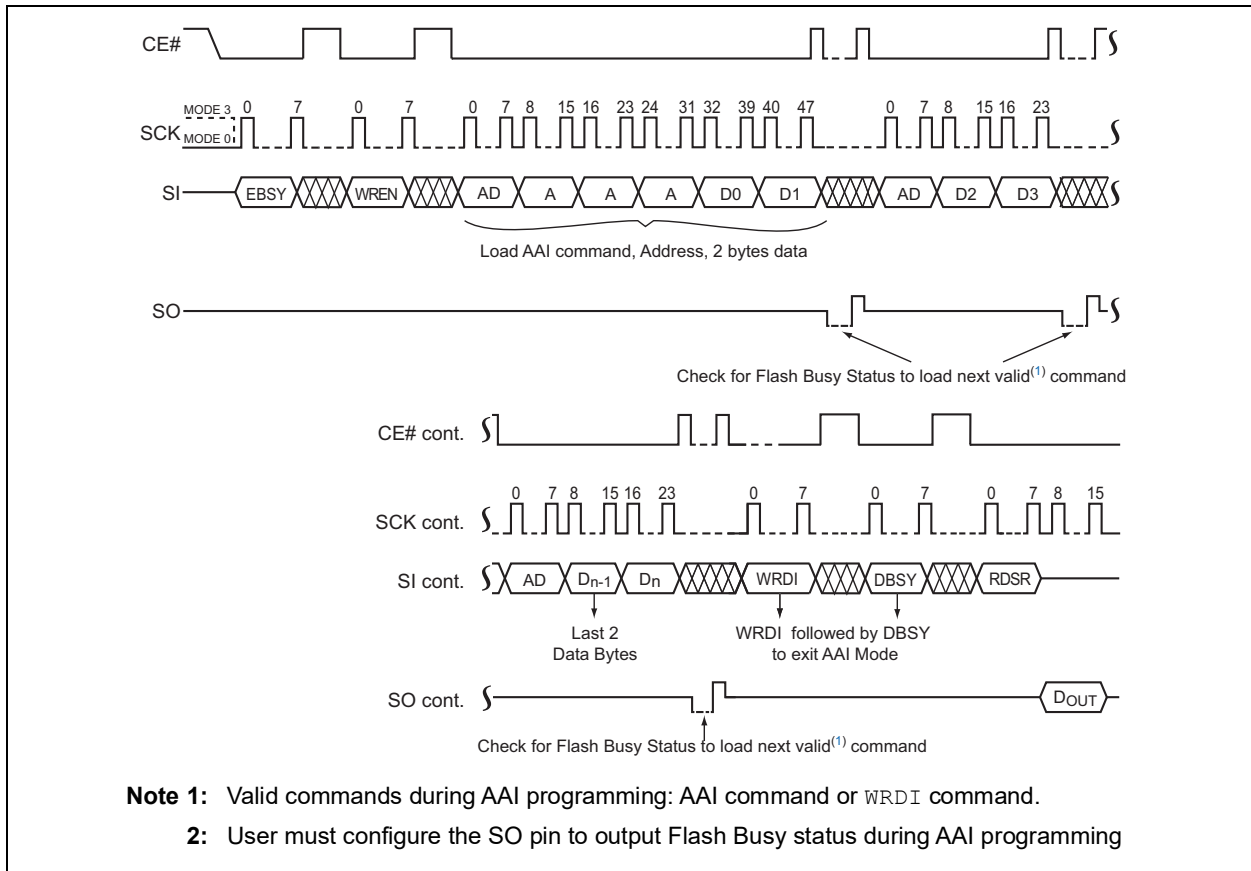 CE#
0 7 0 7 0 7 8 15 16 23 24 31 32 39 40 47 0 7 8 15 16 23
MODE 3
SCK MODE 0
SI EBSY WREN AD A A A D0 D1 AD D2 D3
Load AAI command, Address, 2 bytes data
SO
Check for Flash Busy Status to load next valid(1) command
CE# cont.
0 7 8 15 16 23 0 7 0 7 0 7 8 15
SCK cont.
SI cont. AD Dn-1 Dn WRDI DBSY RDSR
Last 2 WRDI followed by DBSY
Data Bytes to exit AAI Mode
SO cont. DOUT
Check for Flash Busy Status to load next valid(1) command
Note 1: Valid commands during AAI programming: AAI command or WRDI command.
2: User must configure the SO pin to output Flash Busy status during AAI programming